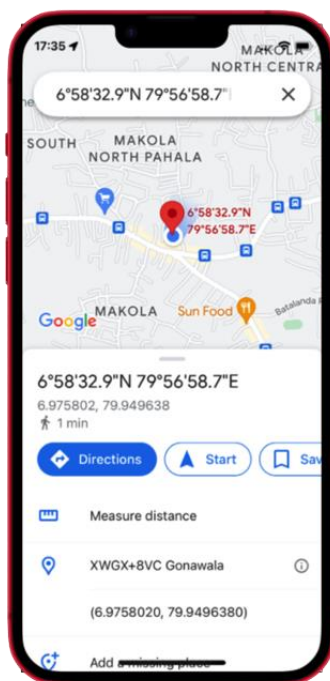 17:35
MAKOLA
NORTH CENTRA
6°58'32.9"N 79°56'58.7"
SOUTH
MAKOLA
NORTH PAHALA
6°58'32.9"N
79°56'58.7"E
Batalanda
MAKOLA
Sun Food
Google
6°58'32.9"N 79°56'58.7"E
6.975802, 79.949638
1 min
Directions
Start
Sav
Measure distance
XWGX+8VC Gonawala
(6.9758020, 79.9496380)
Add a missing place